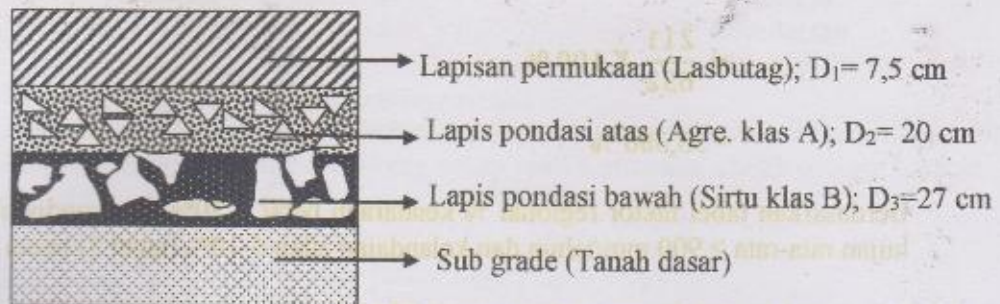 Lapisan permukaan (Lasbutag); D₁= 7,5 cm
Lapis pondasi atas (Agre. klas A); D₂= 20 cm
Lapis pondasi bawah (Sirtu klas B); D₃=27 cm
Sub grade (Tanah dasar)